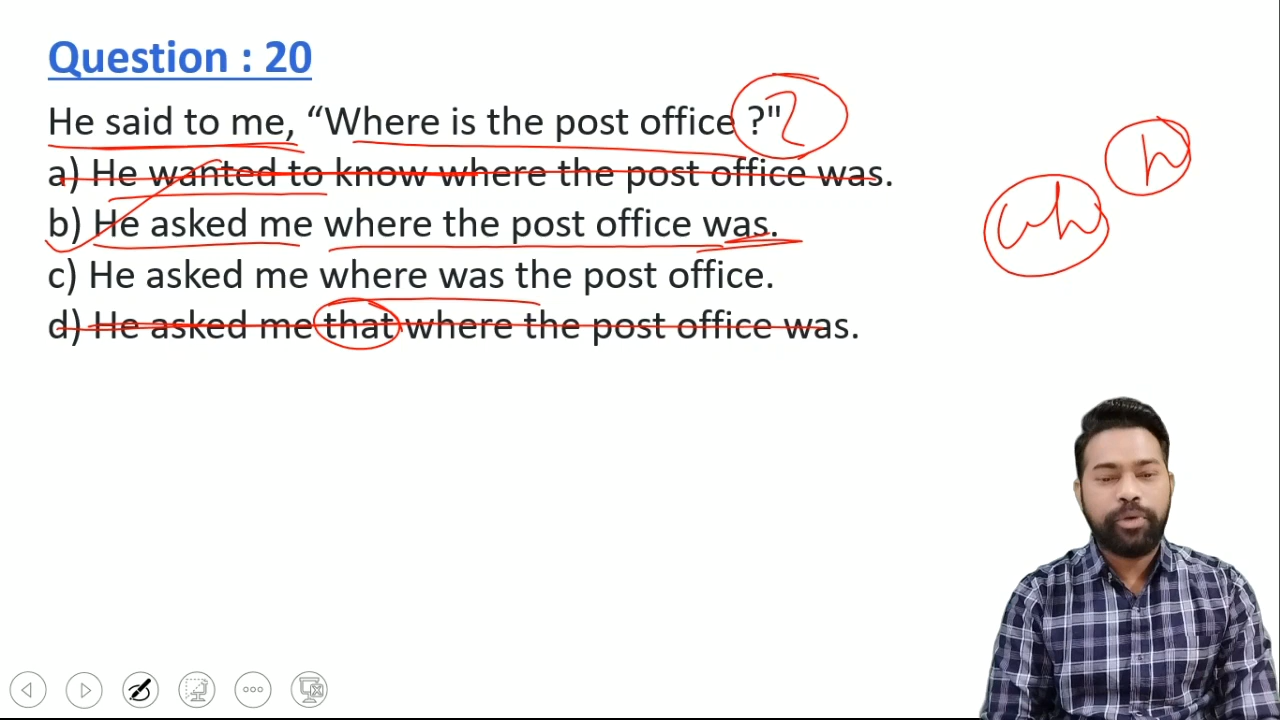 Question : 20
He said to me, “Where is the post office ?"
a) He wanted to know where the post office was.
b) He asked me where the post office was.
c) He asked me where was the post office.
d) He asked me that where the post office was.
wh
h